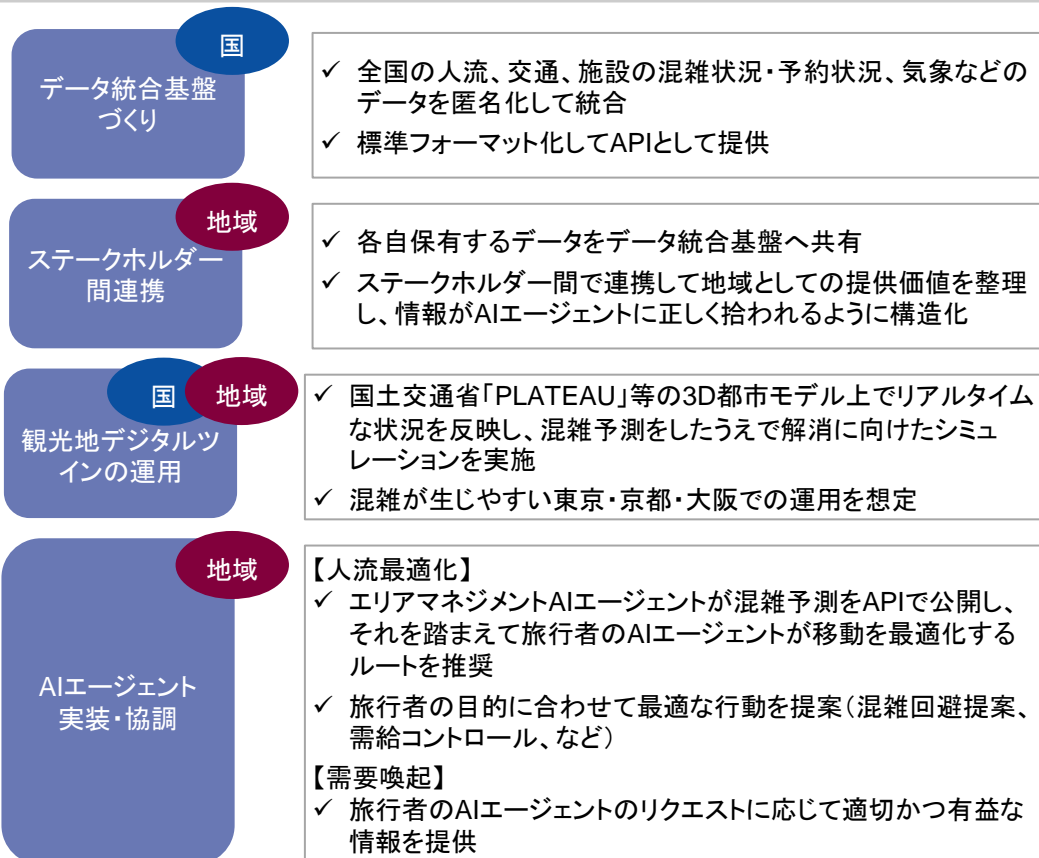 国
データ統合基盤
づくり
✓ 全国の人流、交通、施設の混雑状況・予約状況、気象などの
データを匿名化して統合
✓ 標準フォーマット化してAPIとして提供
地域
ステークホルダー
間連携
✓ 各自保有するデータをデータ統合基盤へ共有
✓ ステークホルダー間で連携して地域としての提供価値を整理
し、情報がAIエージェントに正しく拾われるように構造化
国 地域
観光地デジタルツ
インの運用
✓ 国土交通省「PLATEAU」等の3D都市モデル上でリアルタイム
な状況を反映し、混雑予測をしたうえで解消に向けたシミュ
レーションを実施
✓ 混雑が生じやすい東京・京都・大阪での運用を想定
地域
AIエージェント
実装・協調
【人流最適化】
✓ エリアマネジメントAIエージェントが混雑予測をAPIで公開し、
それを踏まえて旅行者のAIエージェントが移動を最適化する
ルートを推奨
✓ 旅行者の目的に合わせて最適な行動を提案(混雑回避提案、
需給コントロール、など)
【需要喚起】
✓ 旅行者のAIエージェントのリクエストに応じて適切かつ有益な
情報を提供